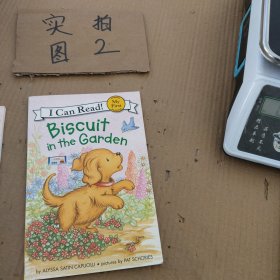 实 拍
图 2
I Can Read!
My First
Biscuit
in the Garden
by ALYSSA SATIN CAPUCILLI • pictures by PAT SCHORIES